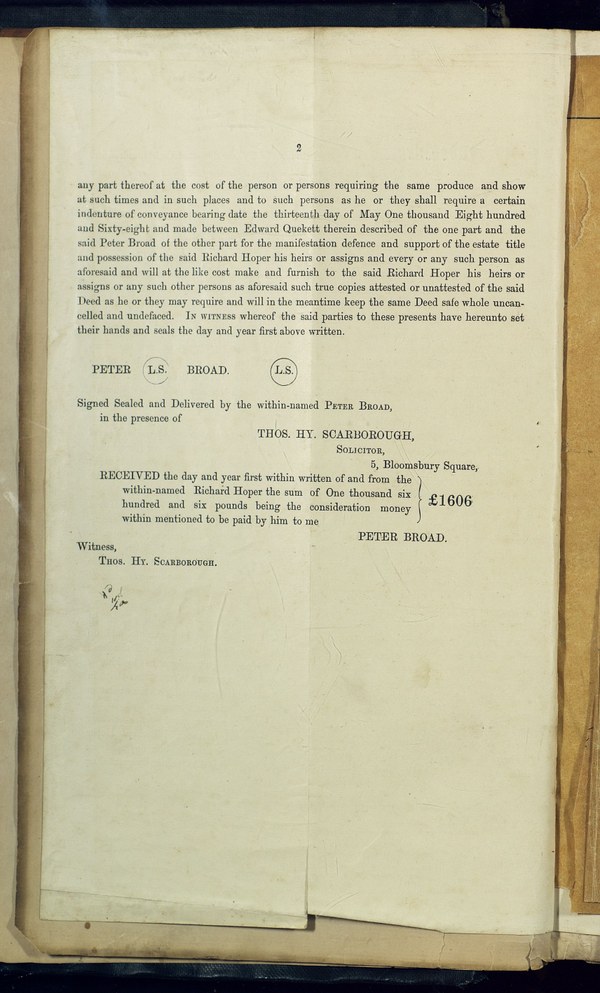 2
any part thereof at the cost of the person or persons requiring the same produce and show
at such times and in such places and to such persons as he or they shall require a certain
indenture of conveyance bearing date the thirteenth day of May One thousand Eight hundred
and Sixty-eight and made between Edward Quekett therein described of the one part and the
said Peter Broad of the other part for the manifestation defence and support of the estate title
and possession of the said Richard Hoper his heirs or assigns and every or any such person as
aforesaid and will at the like cost make and furnish to the said Richard Hoper his heirs or
assigns or any such other persons as aforesaid such true copies attested or unattested of the said
Deed as he or they may require and will in the meantime keep the same Deed safe whole uncan-
celled and undefaced. IN WITNESS whereof the said parties to these presents have hereunto set
their hands and seals the day and year first above written.
PETER L.S. BROAD. L.S.
Signed Sealed and Delivered by the within-named PETER BROAD,
in the presence of
THOS. HY. SCARBOROUGH,
SOLICITOR,
5, Bloomsbury Square,
RECEIVED the day and year first within written of and from the
within-named Richard Hoper the sum of One thousand six
hundred and six pounds being the consideration money
within mentioned to be paid by him to me
£1606
PETER BROAD.
Witness,
THOS. HY. SCARBOROUGH.